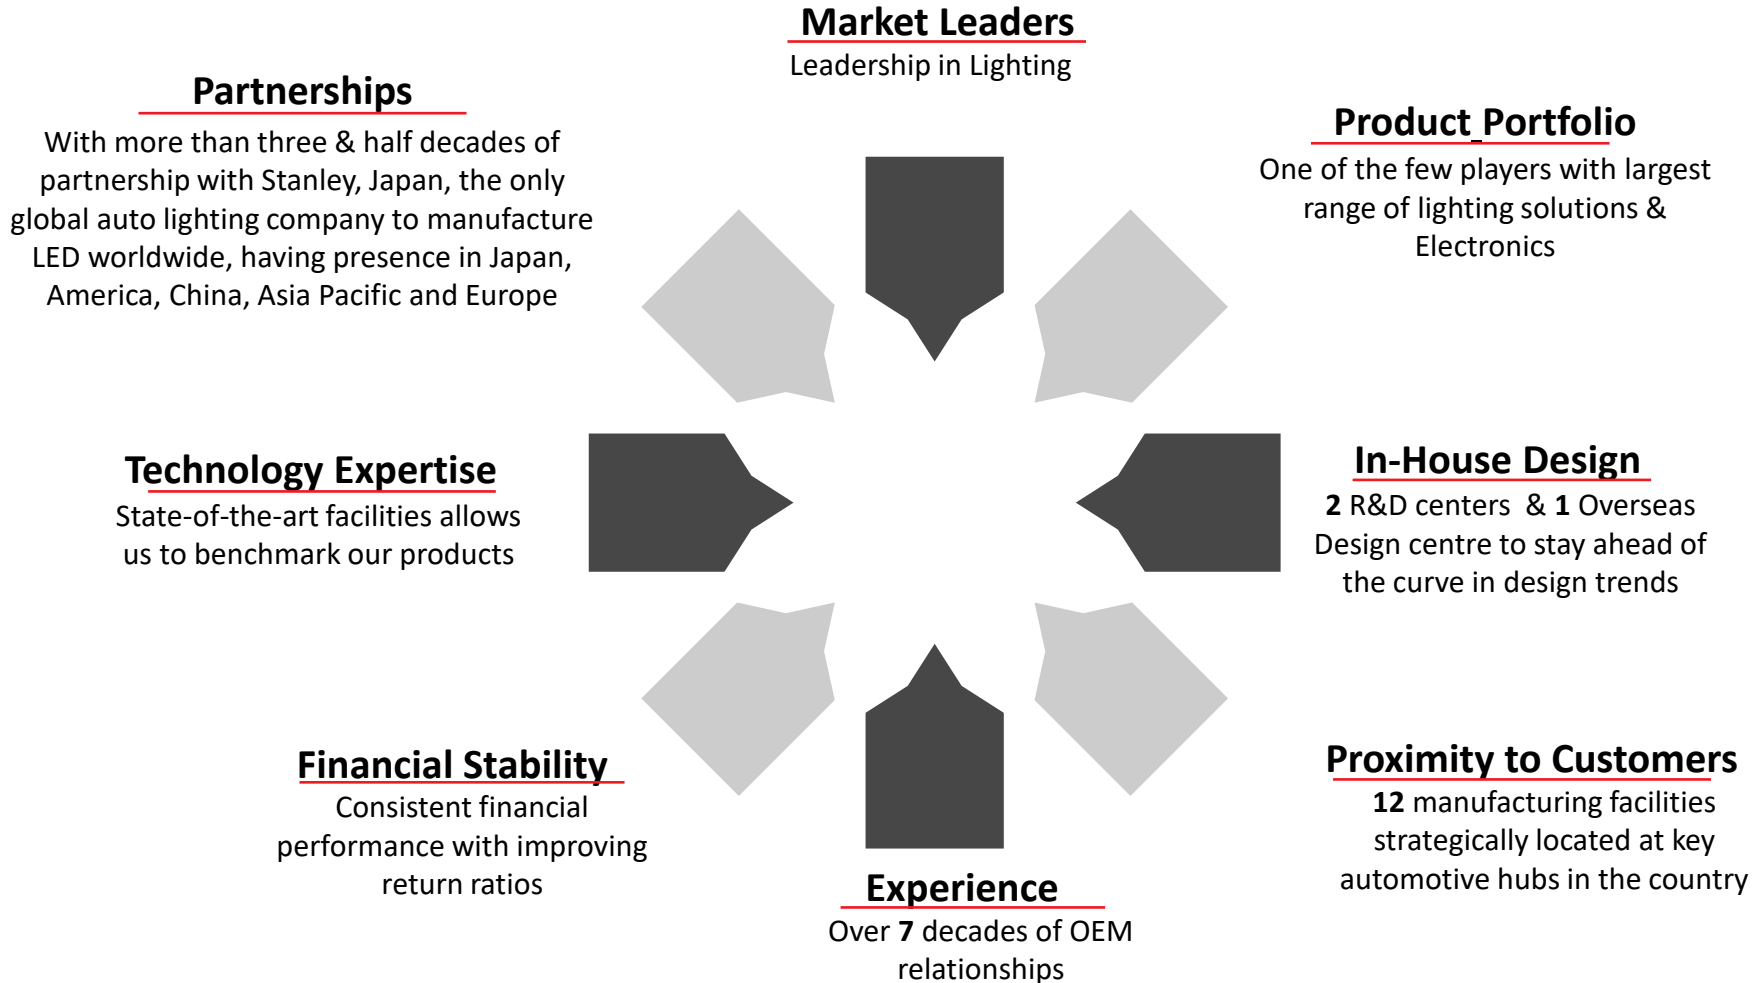 Market Leaders
Leadership in Lighting
Partnerships
With more than three & half decades of
partnership with Stanley, Japan, the only
global auto lighting company to manufacture
LED worldwide, having presence in Japan,
America, China, Asia Pacific and Europe
Product Portfolio
One of the few players with largest
range of lighting solutions &
Electronics
Technology Expertise
State-of-the-art facilities allows
us to benchmark our products
In-House Design
2 R&D centers & 1 Overseas
Design centre to stay ahead of
the curve in design trends
Financial Stability
Consistent financial
performance with improving
return ratios
Proximity to Customers
12 manufacturing facilities
strategically located at key
automotive hubs in the country
Experience
Over 7 decades of OEM
relationships